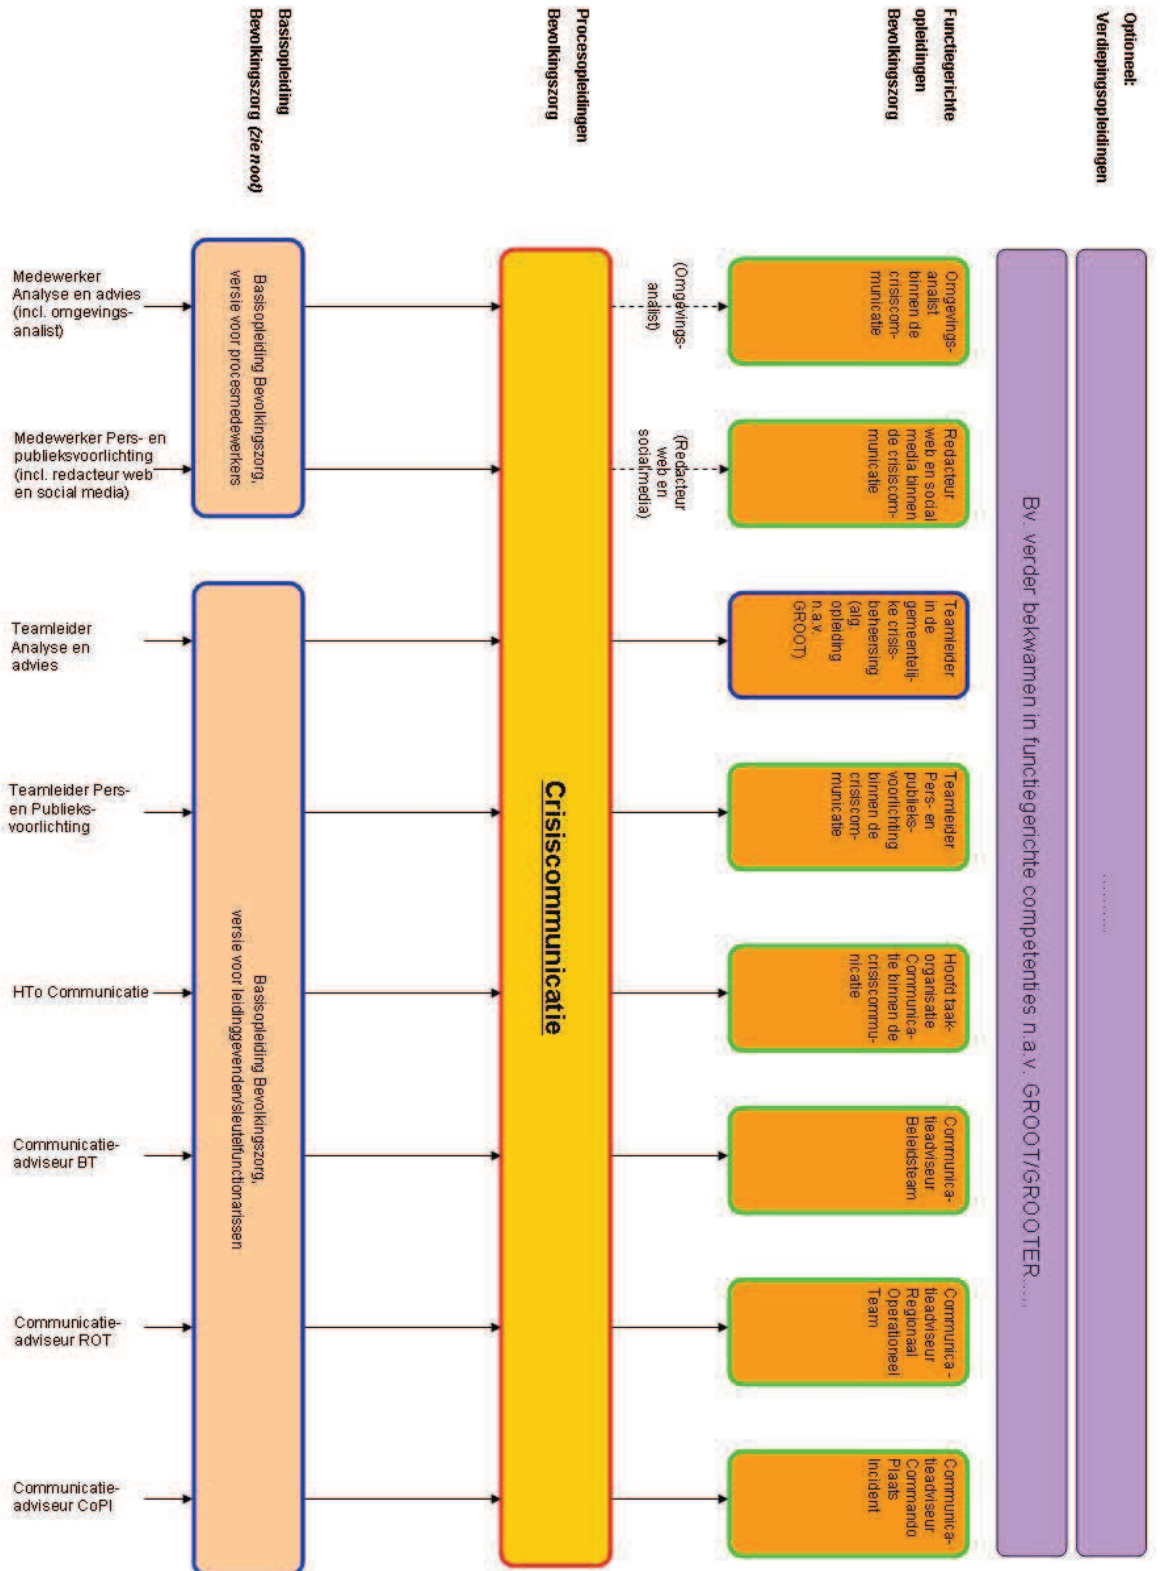 Optioneel:
Verdiepingsopleidingen
Functiegerichte
opleidingen
Bevolkingszorg
Procesopleidingen
Bevolkingszorg
Basisopleiding
Bevolkingszorg (zie noot)
..........
Bv. verder bekwamen in functiegerichte competenties n.a.v. GROOT/GROOTER.....
Omgevings-
analist
binnen de
crisiscom-
municatie
Redacteur
web en social
media binnen
de crisiscom-
municatie
Teamleider
in de
gemeentelij-
ke crisis-
beheersing
(alg.
opleiding
n.a.v.
GROOT)
Teamleider
Pers- en
publieks-
voorlichting
binnen de
crisiscom-
municatie
Hoofd taak-
organisatie
Communica-
tie binnen de
crisiscommu-
nicatie
Communica-
tieadviseur
Beleidsteam
Communica -
tieadviseur
Regionaal
Operationeel
Team
Communica-
tieadviseur
Commando
Plaats
Incident
(Omgevings-
analist)
(Redacteur
web en
social media)
Crisiscommunicatie
Basisopleiding Bevolkingszorg,
versie voor procesmedewerkers
Basisopleiding Bevolkingszorg,
versie voor leidinggevenden/sleutelfunctionarissen
Medewerker
Analyse en advies
(incl. omgevings-
analist)
Medewerker Pers- en
publieksvoorlichting
(incl. redacteur web
en social media)
Teamleider
Analyse en
advies
Teamleider Pers-
en Publieks-
voorlichting
HTo Communicatie
Communicatie-
adviseur BT
Communicatie-
adviseur ROT
Communicatie-
adviseur CoPI